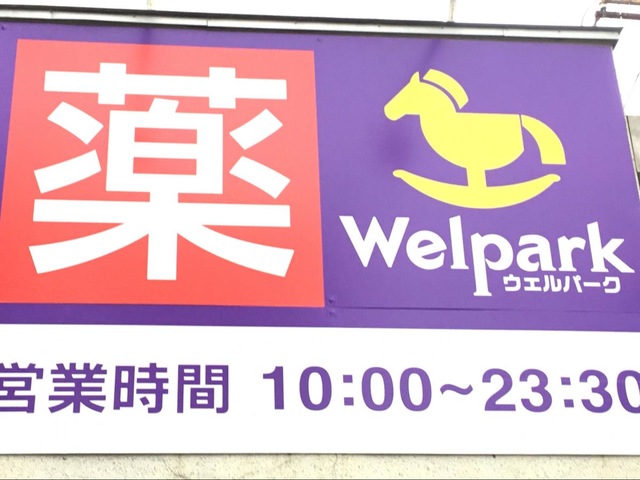 薬
Welpark
ウエルパーク
営業時間 10:00~23:30